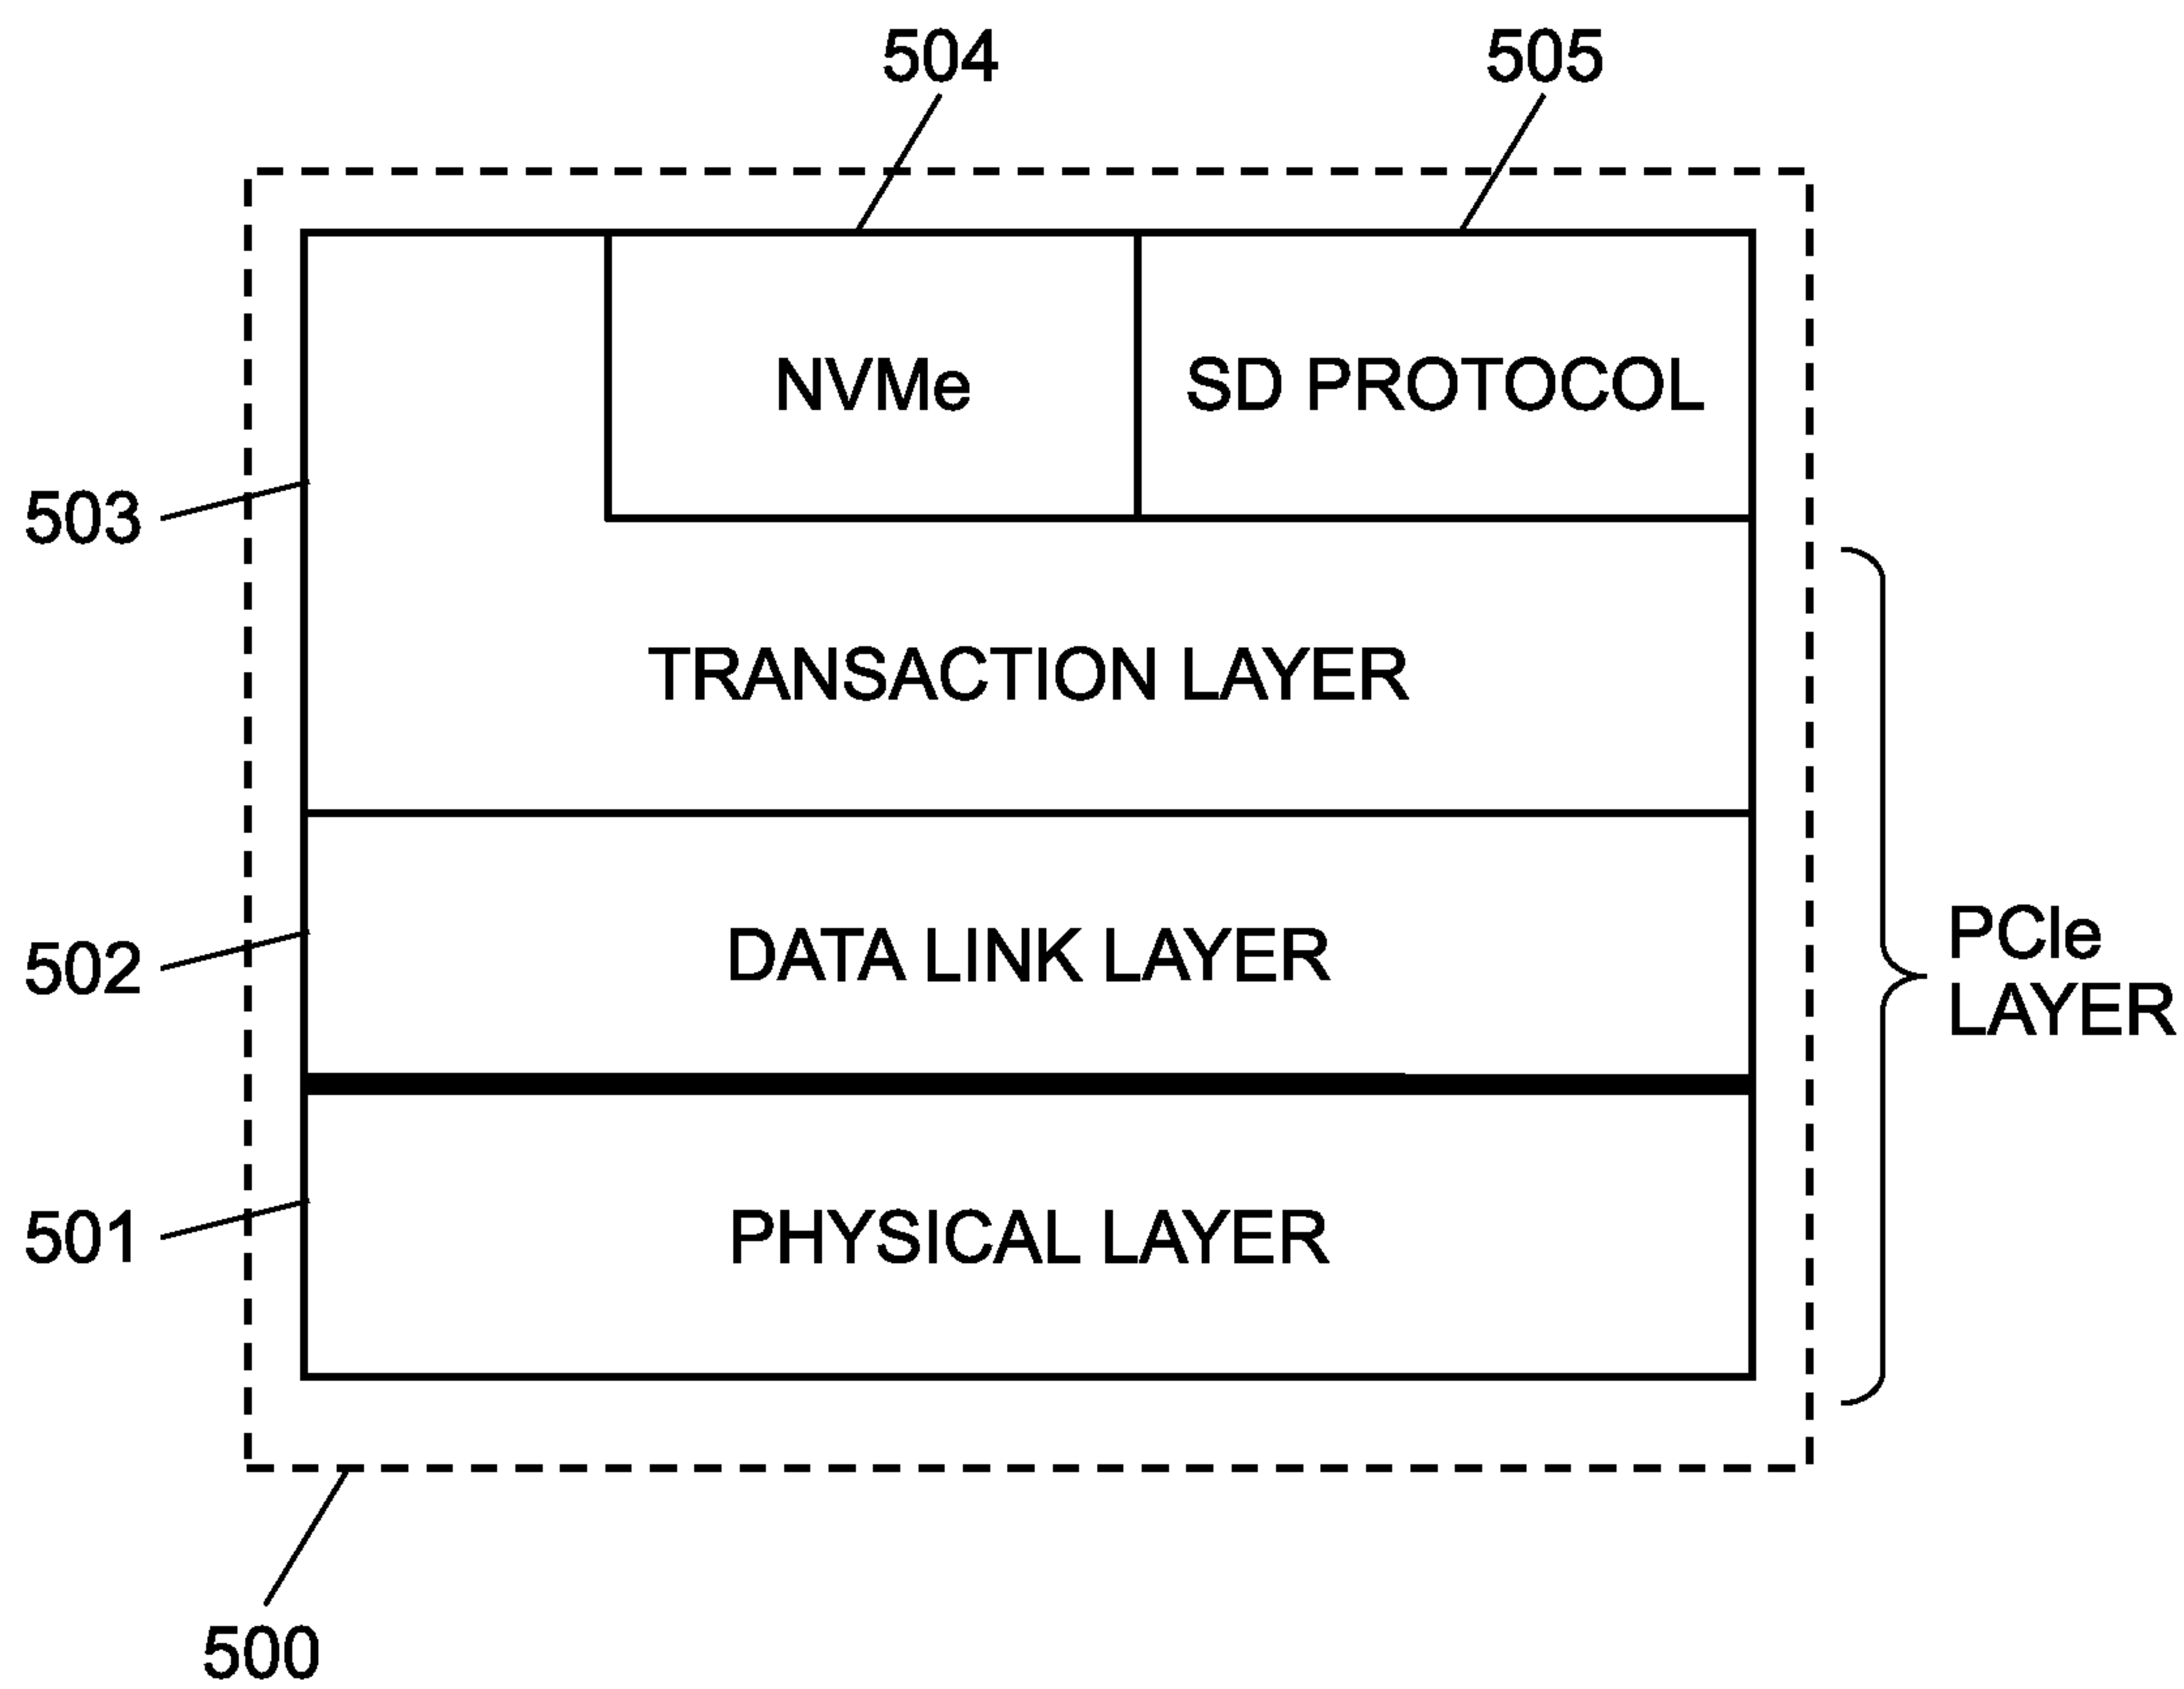 504
505
NVMe
SD PROTOCOL
503
TRANSACTION LAYER
502
DATA LINK LAYER
PCIe
LAYER
501
PHYSICAL LAYER
500